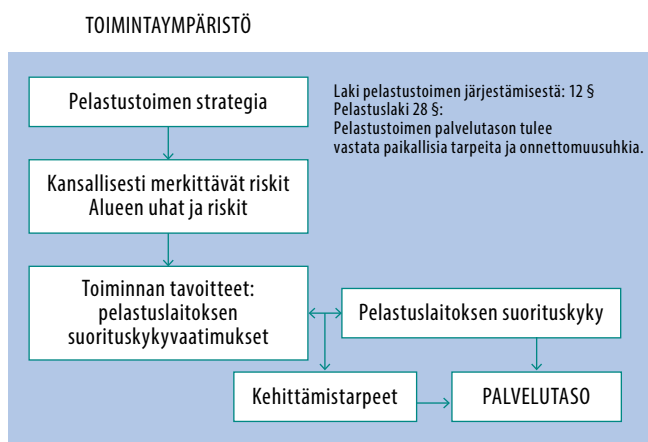 TOIMINTAYMPÄRISTÖ
Pelastustoimen strategia
Laki pelastustoimen järjestämisestä: 12 §
Pelastuslaki 28 §:
Pelastustoimen palvelutason tulee
vastata paikallisia tarpeita ja onnettomuusuhkia.
Kansallisesti merkittävät riskit
Alueen uhat ja riskit
Toiminnan tavoitteet:
pelastuslaitoksen
suorituskykyvaatimukset
Pelastuslaitoksen suorituskyky
Kehittämistarpeet
PALVELUTASO